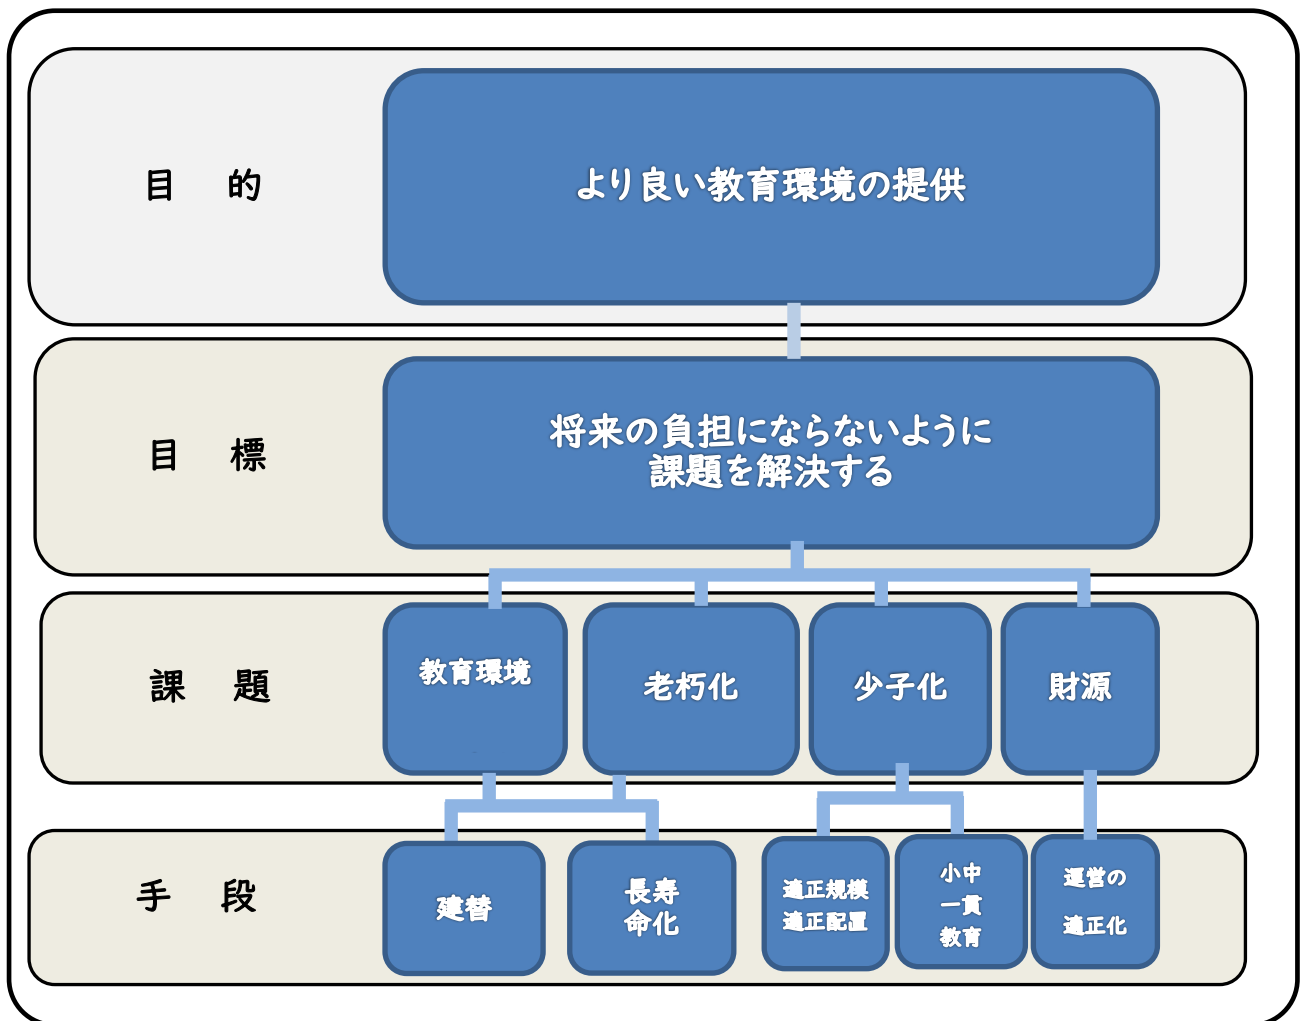 目 的
より良い教育環境の提供
目 標
将来の負担にならないように
課題を解決する
課 題
教育環境
老朽化
少子化
財源
手 段
建替
長寿
命化
適正規模
適正配置
小中
一貫
教育
運営の
適正化